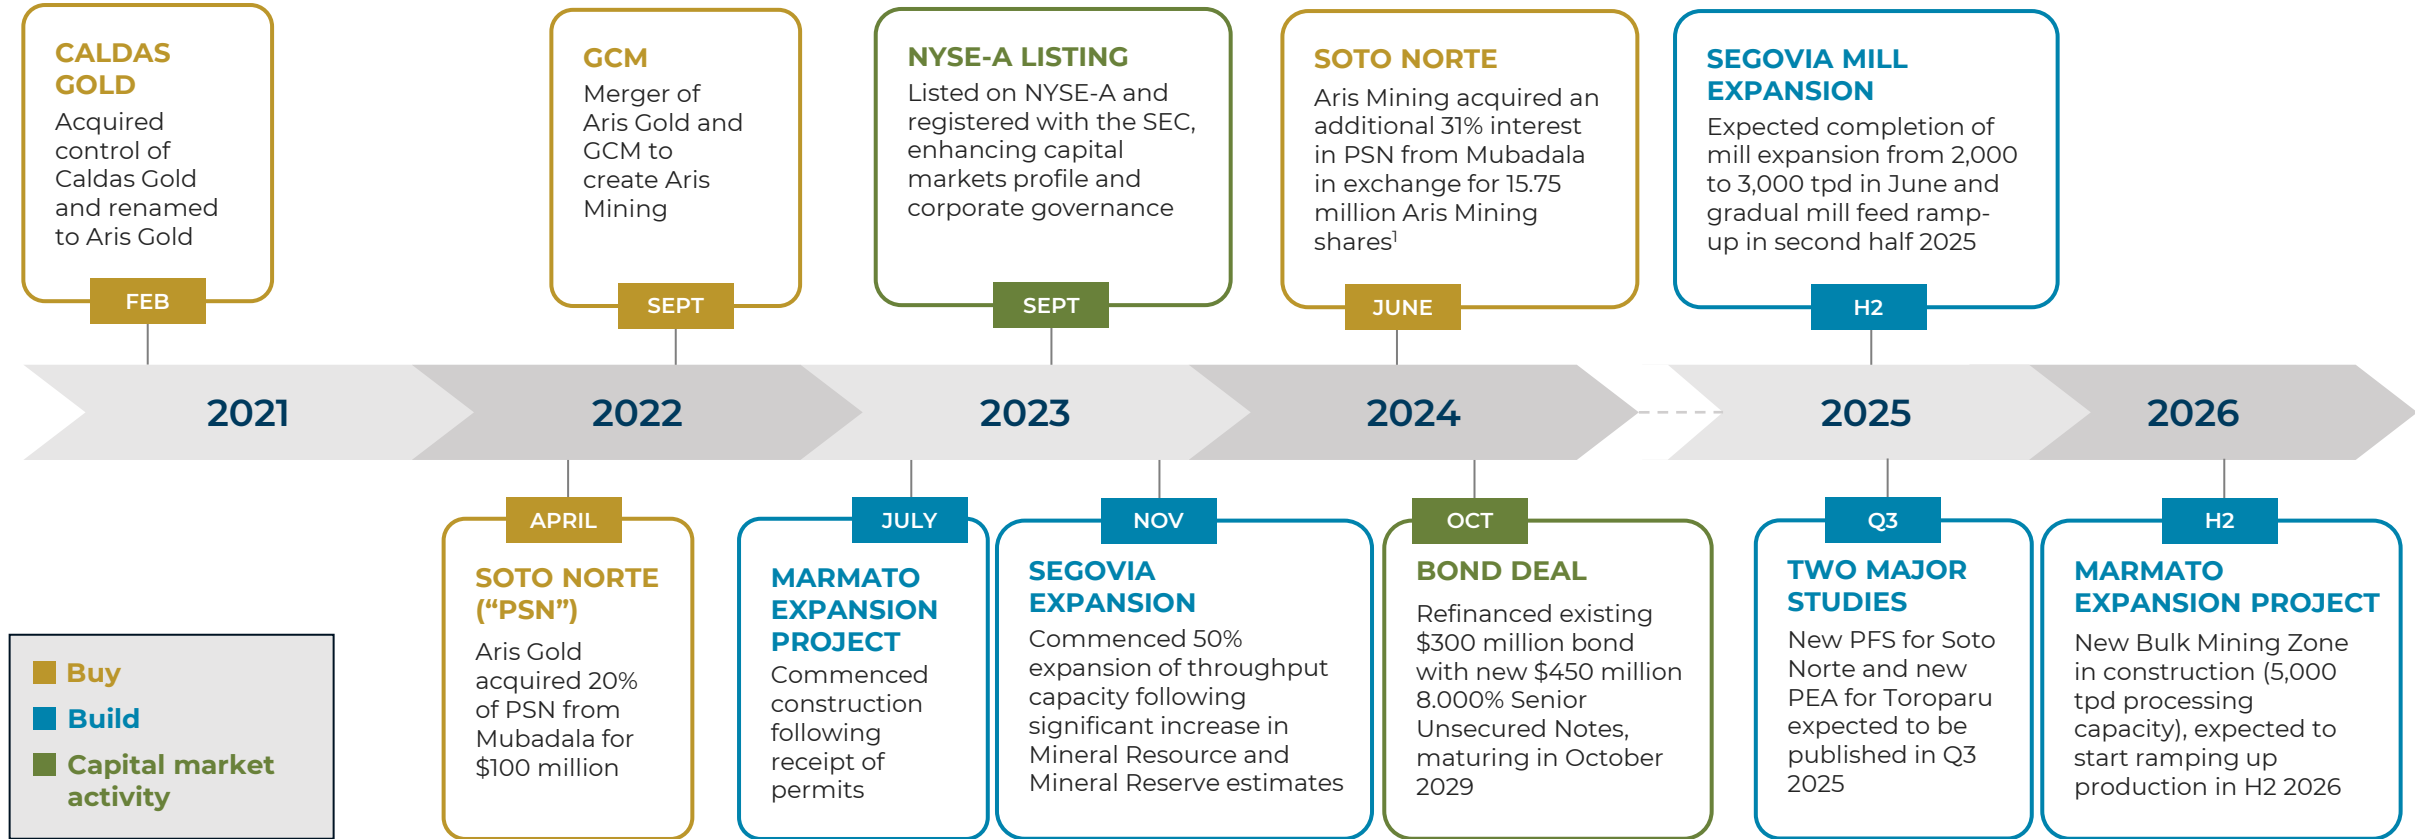 CALDAS
GOLD
Acquired
control of
Caldas Gold
and renamed
to Aris Gold
FEB
GCM
Merger of
Aris Gold and
GCM to
create Aris
Mining
SEPT
NYSE-A LISTING
Listed on NYSE-A and
registered with the SEC,
enhancing capital
markets profile and
corporate governance
SEPT
SOTO NORTE
Aris Mining acquired an
additional 31% interest
in PSN from Mubadala
in exchange for 15.75
million Aris Mining
shares¹
JUNE
SEGOVIA MILL
EXPANSION
Expected completion of
mill expansion from 2,000
to 3,000 tpd in June and
gradual mill feed ramp-
up in second half 2025
H2
2021
2022
2023
2024
2025
2026
APRIL
SOTO NORTE
(“PSN”)
Aris Gold
acquired 20%
of PSN from
Mubadala for
$100 million
JULY
MARMATO
EXPANSION
PROJECT
Commenced
construction
following
receipt of
permits
NOV
SEGOVIA
EXPANSION
Commenced 50%
expansion of throughput
capacity following
significant increase in
Mineral Resource and
Mineral Reserve estimates
OCT
BOND DEAL
Refinanced existing
$300 million bond
with new $450 million
8.000% Senior
Unsecured Notes,
maturing in October
2029
Q3
TWO MAJOR
STUDIES
New PFS for Soto
Norte and new
PEA for Toroparu
expected to be
published in Q3
2025
H2
MARMATO
EXPANSION PROJECT
New Bulk Mining Zone
in construction (5,000
tpd processing
capacity), expected to
start ramping up
production in H2 2026
Buy
Build
Capital market
activity